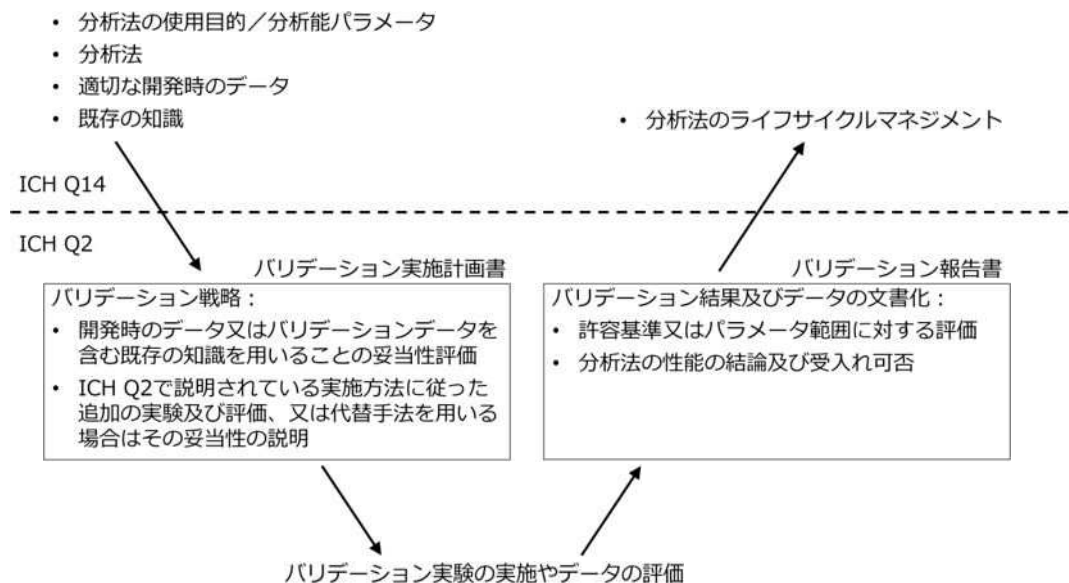 • 分析法の使用目的／分析能パラメータ
• 分析法
• 適切な開発時のデータ
• 既存の知識
• 分析法のライフサイクルマネジメント
ICH Q14
ICH Q2
バリデーション実施計画書
バリデーション戦略：
• 開発時のデータ又はバリデーションデータを
含む既存の知識を用いることの妥当性評価
• ICH Q2で説明されている実施方法に従った
追加の実験及び評価、又は代替手法を用いる
場合はその妥当性の説明
バリデーション報告書
バリデーション結果及びデータの文書化：
• 許容基準又はパラメータ範囲に対する評価
• 分析法の性能の結論及び受入れ可否
バリデーション実験の実施やデータの評価